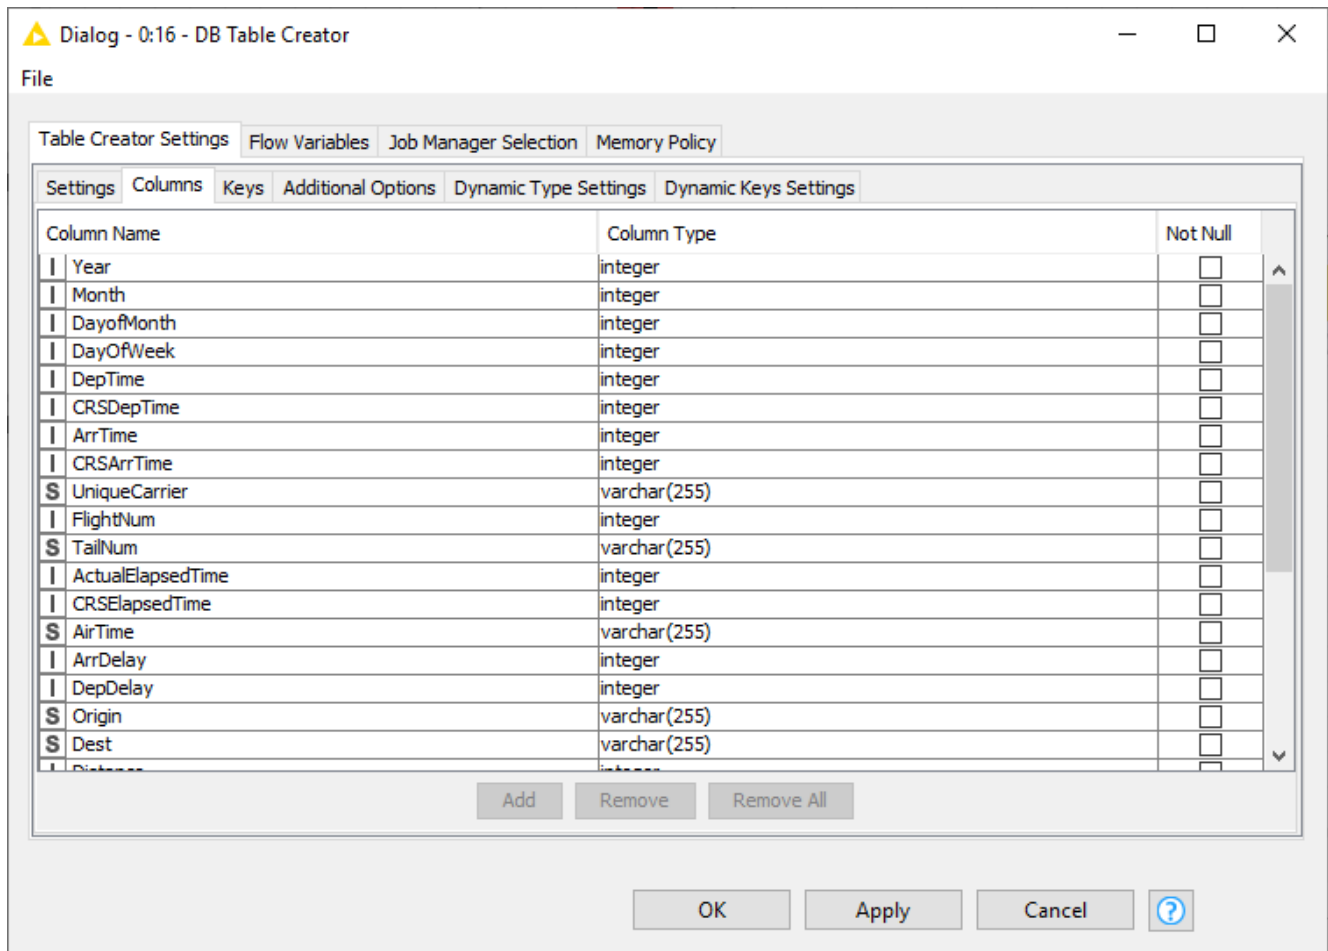 Dialog - 0:16 - DB Table Creator
File
Table Creator Settings Flow Variables Job Manager Selection Memory Policy
Settings Columns Keys Additional Options Dynamic Type Settings Dynamic Keys Settings
Column Name Column Type Not Null
I Year integer
I Month integer
I DayofMonth integer
I DayOfWeek integer
I DepTime integer
I CRSDepTime integer
I ArrTime integer
I CRSArrTime integer
S UniqueCarrier varchar(255)
I FlightNum integer
S TailNum varchar(255)
I ActualElapsedTime integer
I CRSElapsedTime integer
S AirTime varchar(255)
I ArrDelay integer
I DepDelay integer
S Origin varchar(255)
S Dest varchar(255)
I Distance integer
Add Remove Remove All
OK Apply Cancel ?